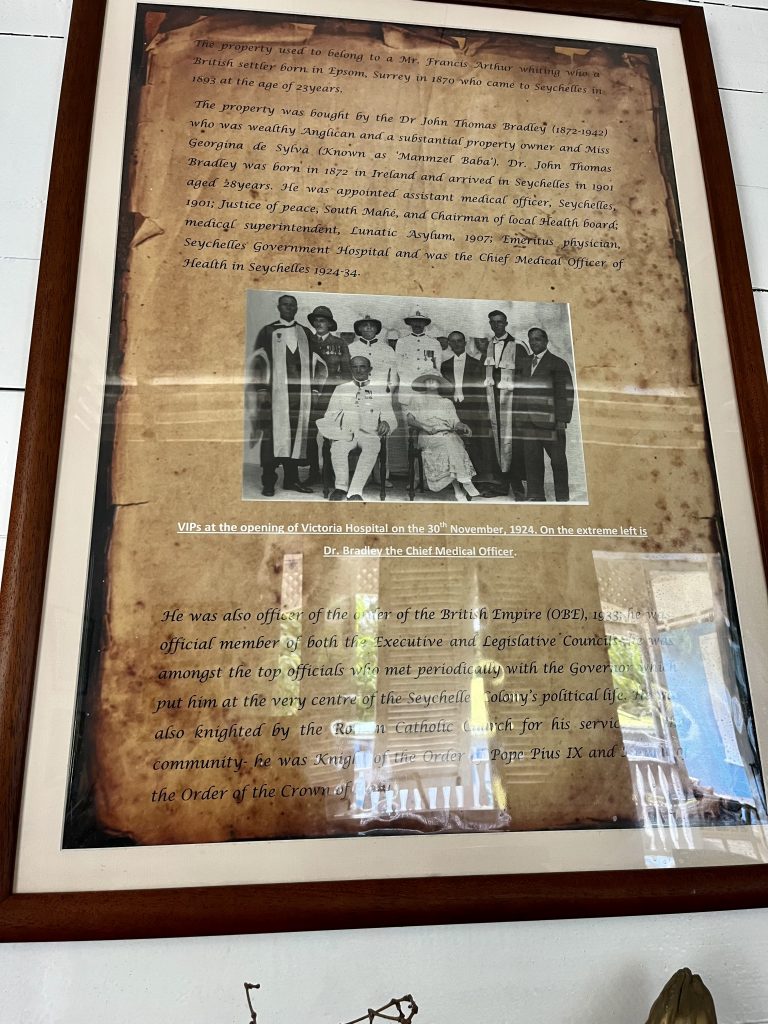 The property used to belong to a Mr. Francis Arthur whiting who a
British settler born in Epsom, Surrey in 1870 who came to Seychelles in
1893 at the age of 23years.
The property was bought by the Dr John Thomas Bradley (1872-1942)
who was wealthy Anglican and a substantial property owner and Miss
Georgina de Sylva (Known as 'Manmzel Baba'). Dr. John Thomas
Bradley was born in 1872 in Ireland and arrived in Seychelles in 1901
aged 28years. He was appointed assistant medical officer, Seychelles,
1901; Justice of peace, South Mahé, and Chairman of local Health board;
medical superintendent, Lunatic Asylum, 1907; Emeritus physician,
Seychelles Government Hospital and was the Chief Medical Officer of
Health in Seychelles 1924-34.
VIPs at the opening of Victoria Hospital on the 30th November, 1924. On the extreme left is
Dr. Bradley the Chief Medical Officer.
He was also officer of the order of the British Empire (OBE), 1933; he was
official member of both the Executive and Legislative Councils he was
amongst the top officials who met periodically with the Governor which
put him at the very centre of the Seychelles Colony's political life. He
also knighted by the Roman Catholic Church for his
community- he was Knight of the Order Pope Pius IX and
the Order of the Crown of